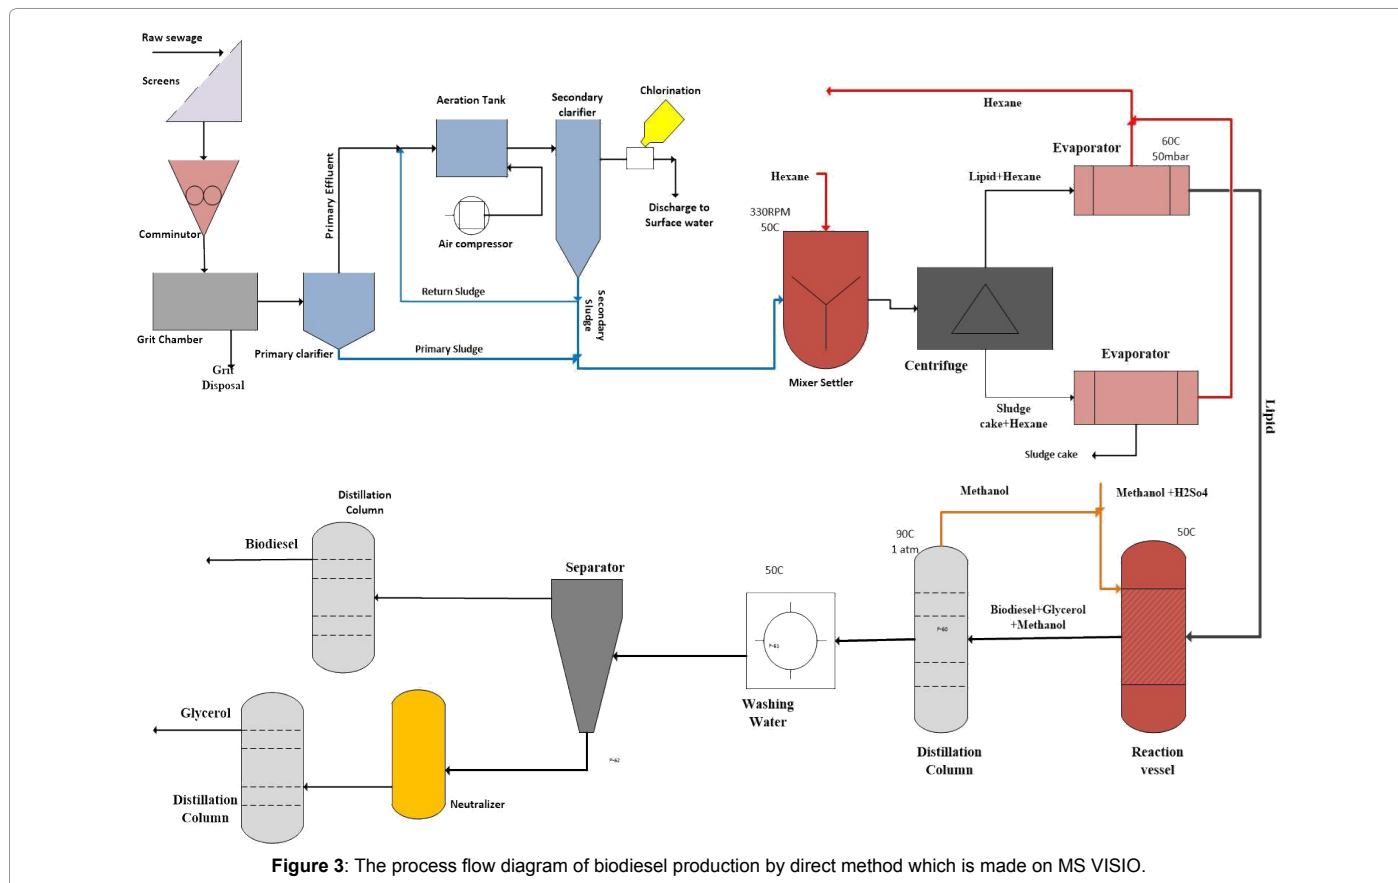 Raw sewage
Screens
Comminutor
Grit Chamber
Grit
Disposal
Primary clarifier
Primary Effluent
Aeration Tank
Air compressor
Secondary
clarifier
Chlorination
Discharge to
Surface water
Return Sludge
Secondary
Sludge
Primary Sludge
Hexane
330RPM
50C
Mixer Settler
Centrifuge
Lipid+Hexane
Hexane
Evaporator
60C
50mbar
Evaporator
Sludge
cake+Hexane
Sludge cake
Lipid
Methanol
Methanol +H2So4
50C
Reaction
vessel
Biodiesel+Glycerol
+Methanol
90C
1 atm
P-60
Distillation
Column
50C
P-61
Washing
Water
Separator
P-62
Distillation
Column
Biodiesel
Neutralizer
Glycerol
Distillation
Column
Figure 3: The process flow diagram of biodiesel production by direct method which is made on MS VISIO.